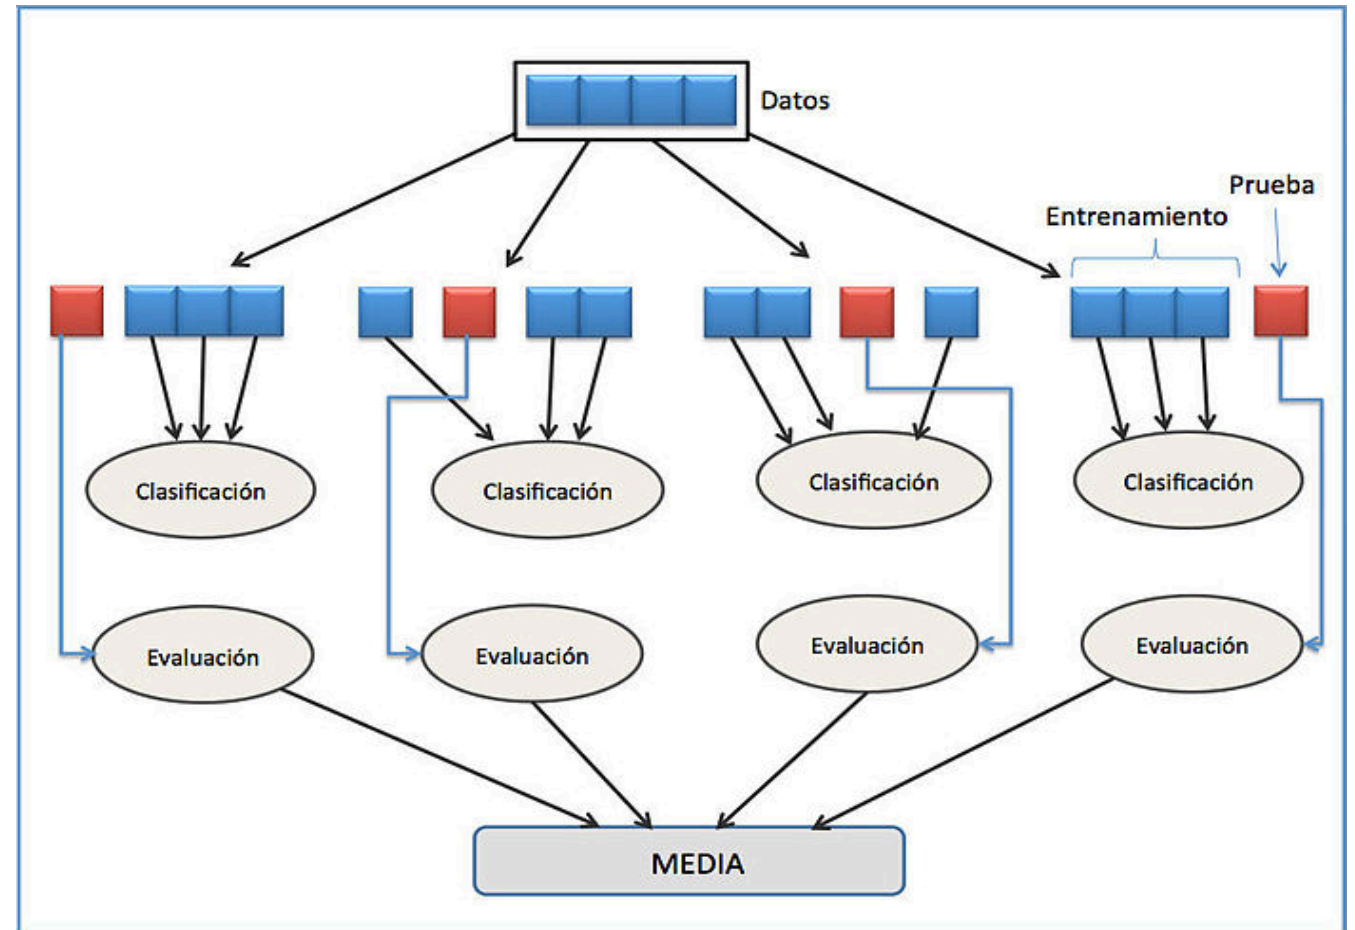 Datos
Prueba
Entrenamiento
Clasificación
Clasificación
Clasificación
Clasificación
Evaluación
Evaluación
Evaluación
Evaluación
MEDIA